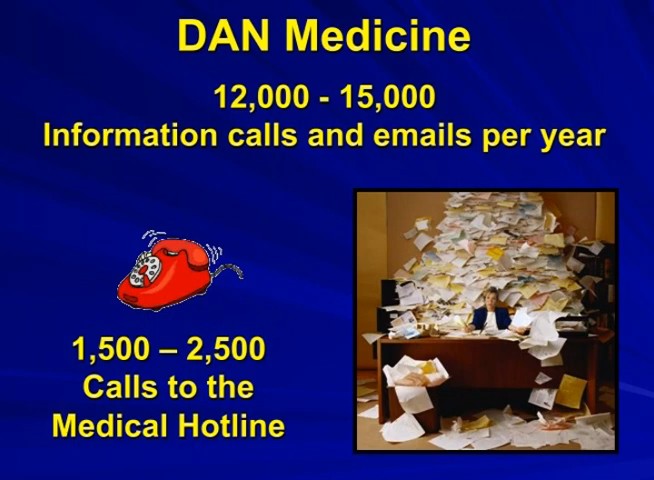 DAN Medicine
12,000 - 15,000
Information calls and emails per year
1,500 – 2,500
Calls to the
Medical Hotline